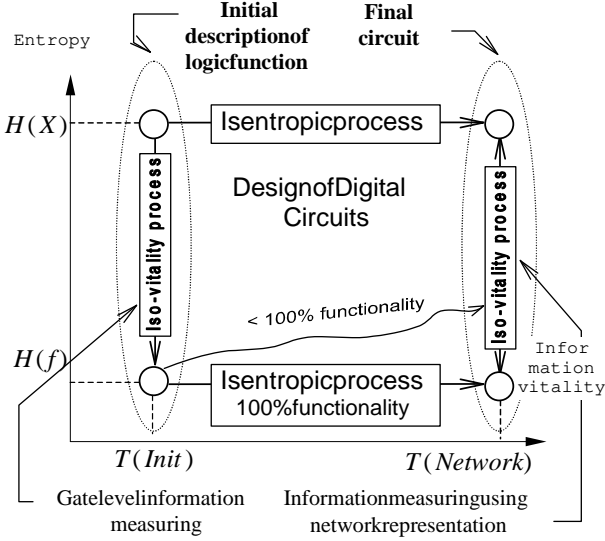 Initial
descriptionof
logicfunction
Final
circuit
Entropy
H(X)
Isentropicprocess
DesignofDigital
Circuits
Iso-vitality process
Iso-vitality process
< 100% functionality
H(f)
Isentropicprocess
100%functionality
Infor
mation
vitality
T(Init)
T(Network)
Gatelevelinformation
measuring
Informationmeasuringusing
networkrepresentation